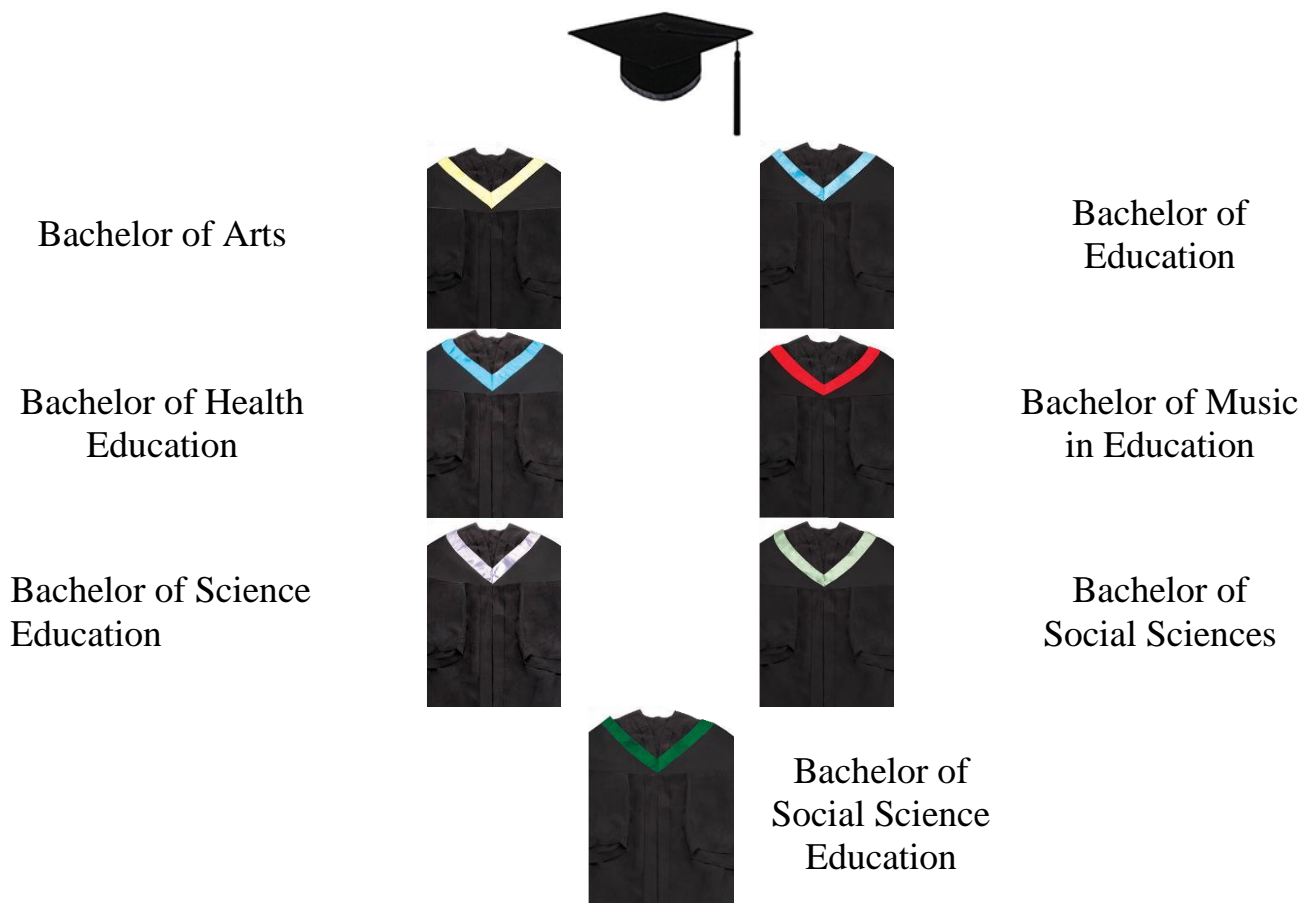 Bachelor of Arts
Bachelor of
Education
Bachelor of Health
Education
Bachelor of Music
in Education
Bachelor of Science
Education
Bachelor of
Social Sciences
Bachelor of
Social Science
Education